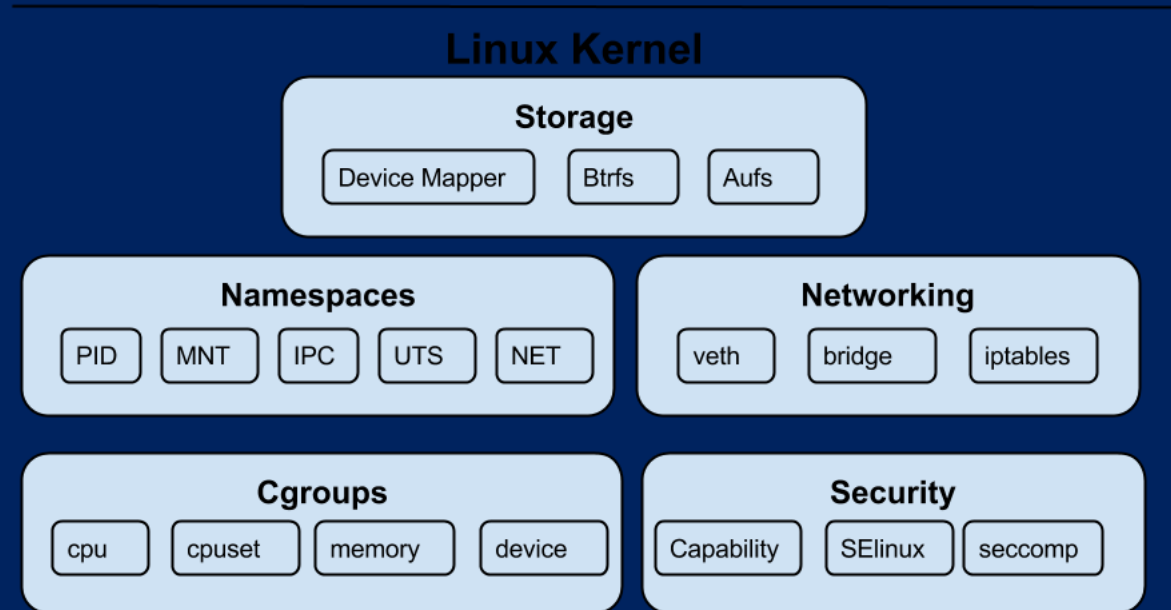 Linux Kernel
Storage
Device Mapper Btrfs Aufs
Namespaces
PID MNT IPC UTS NET
Networking
veth bridge iptables
Cgroups
cpu cpuset memory device
Security
Capability SElinux seccomp